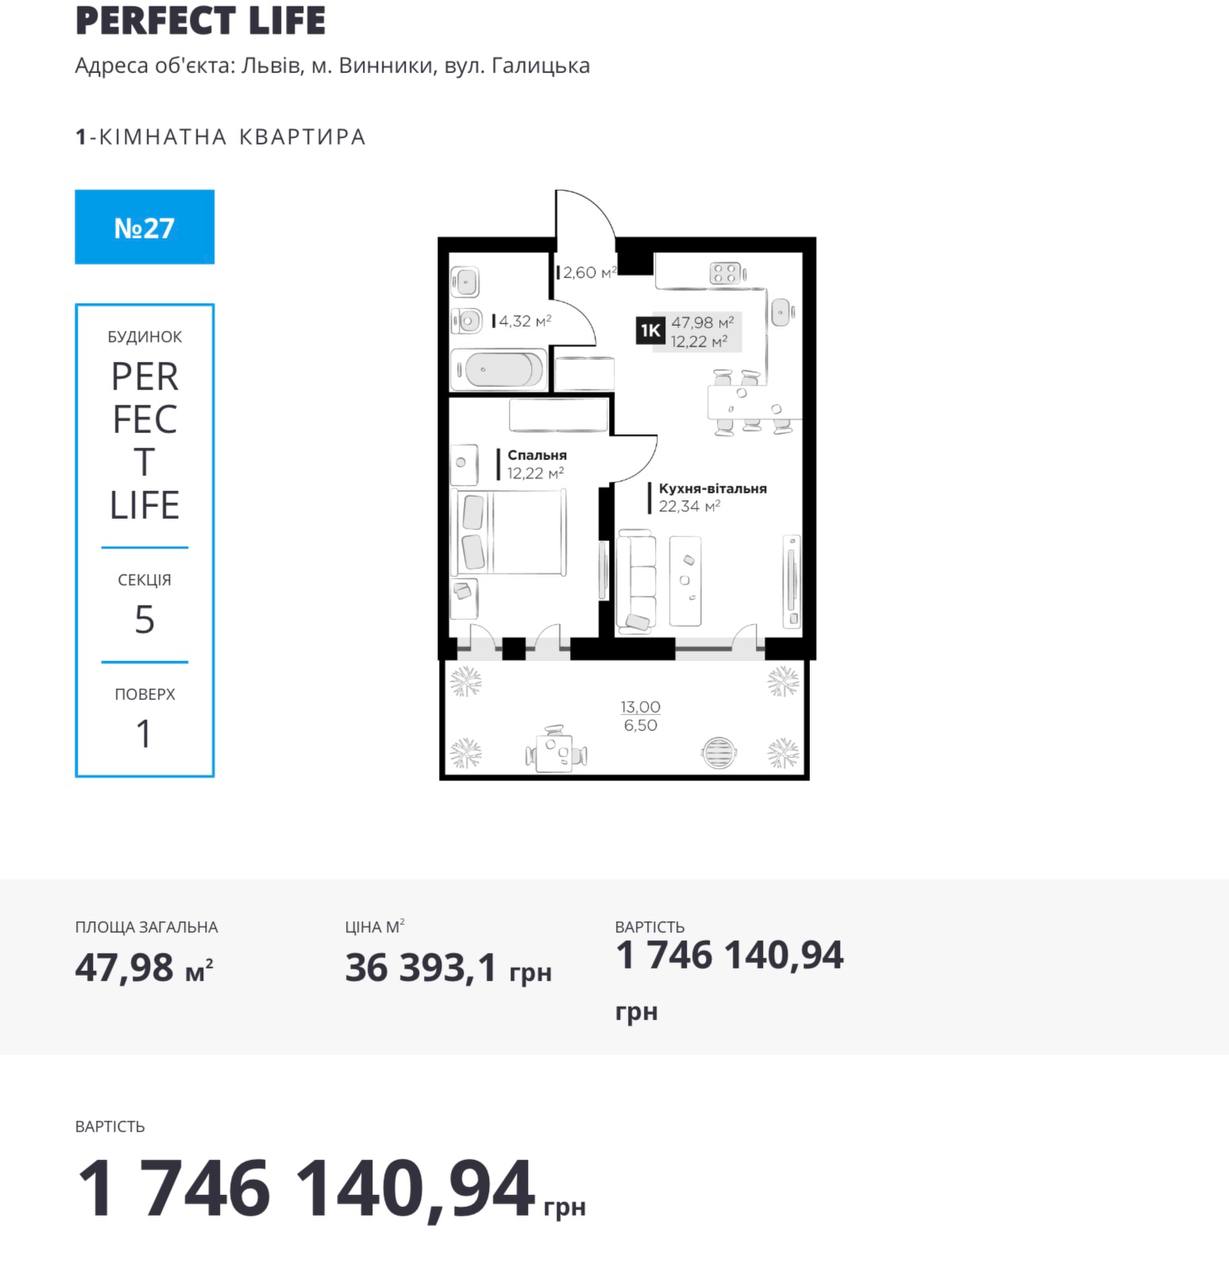 PERFECT LIFE
Адреса об'єкта: Львів, м. Винники, вул. Галицька
1-КІМНАТНА КВАРТИРА
№27
БУДИНОК
PER
FEC
T
LIFE
СЕКЦІЯ
5
ПОВЕРХ
1
2,60 м²
4,32 м²
1К
47,98 м²
12,22 м²
Спальня
12,22 м²
Кухня-вітальня
22,34 м²
13,00
6,50
ПЛОЩА ЗАГАЛЬНА
47,98 м²
ЦІНА М²
36 393,1 грн
ВАРТІСТЬ
1 746 140,94
грн
ВАРТІСТЬ
1 746 140,94 грн